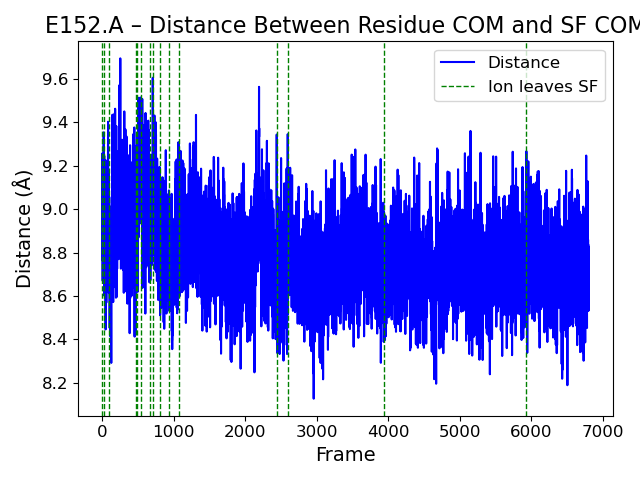 E152.A – Distance Between Residue COM and SF COM
Distance
Ion leaves SF
Distance (Å)
9.6
9.4
9.2
9.0
8.8
8.6
8.4
8.2
0 1000 2000 3000 4000 5000 6000 7000
Frame